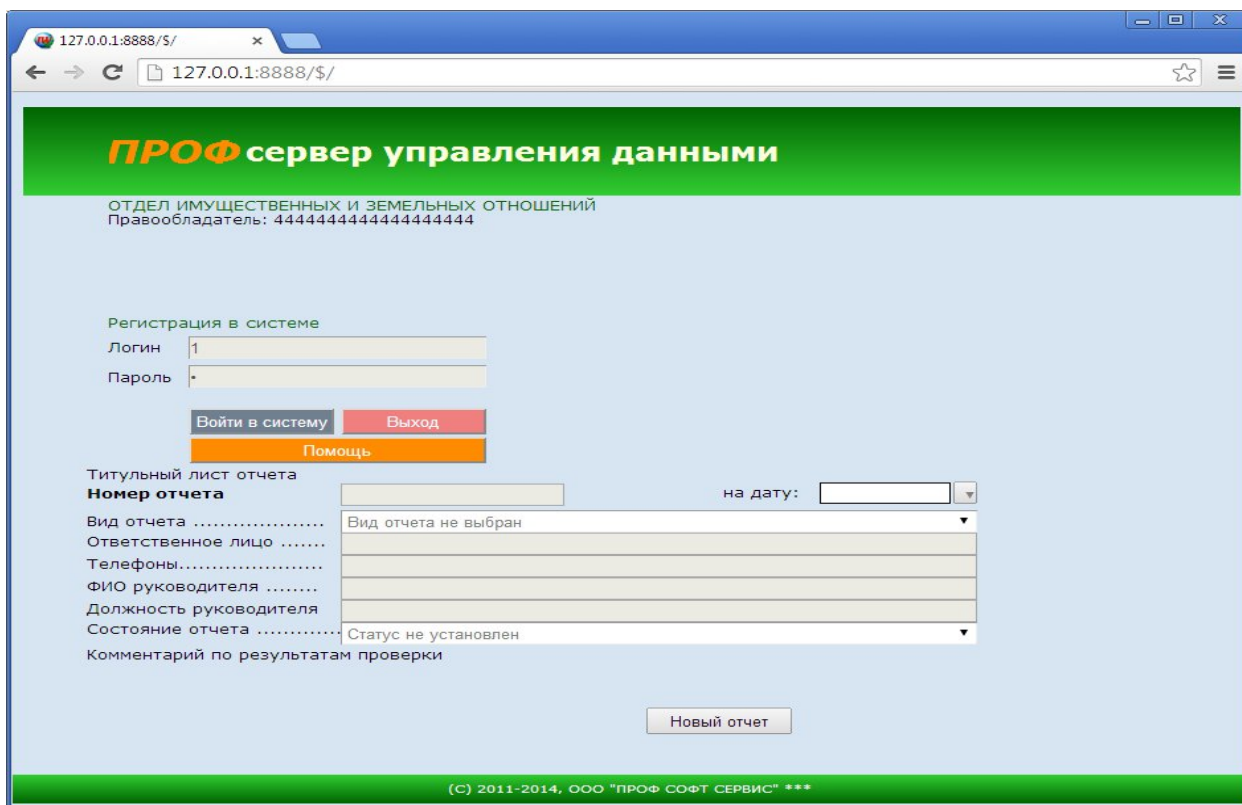 127.0.0.1:8888/$/
127.0.0.1:8888/$/
ПРОФ сервер управления данными
ОТДЕЛ ИМУЩЕСТВЕННЫХ И ЗЕМЕЛЬНЫХ ОТНОШЕНИЙ
Правообладатель: 4444444444444444444
Регистрация в системе
Логин 1
Пароль •
Войти в систему Выход
Помощь
Титульный лист отчета
Номер отчета на дату:
Вид отчета .................... Вид отчета не выбран
Ответственное лицо .......
Телефоны......................
ФИО руководителя ........
Должность руководителя
Состояние отчета ............. Статус не установлен
Комментарий по результатам проверки
Новый отчет
(C) 2011-2014, ООО "ПРОФ СОФТ СЕРВИС" ***